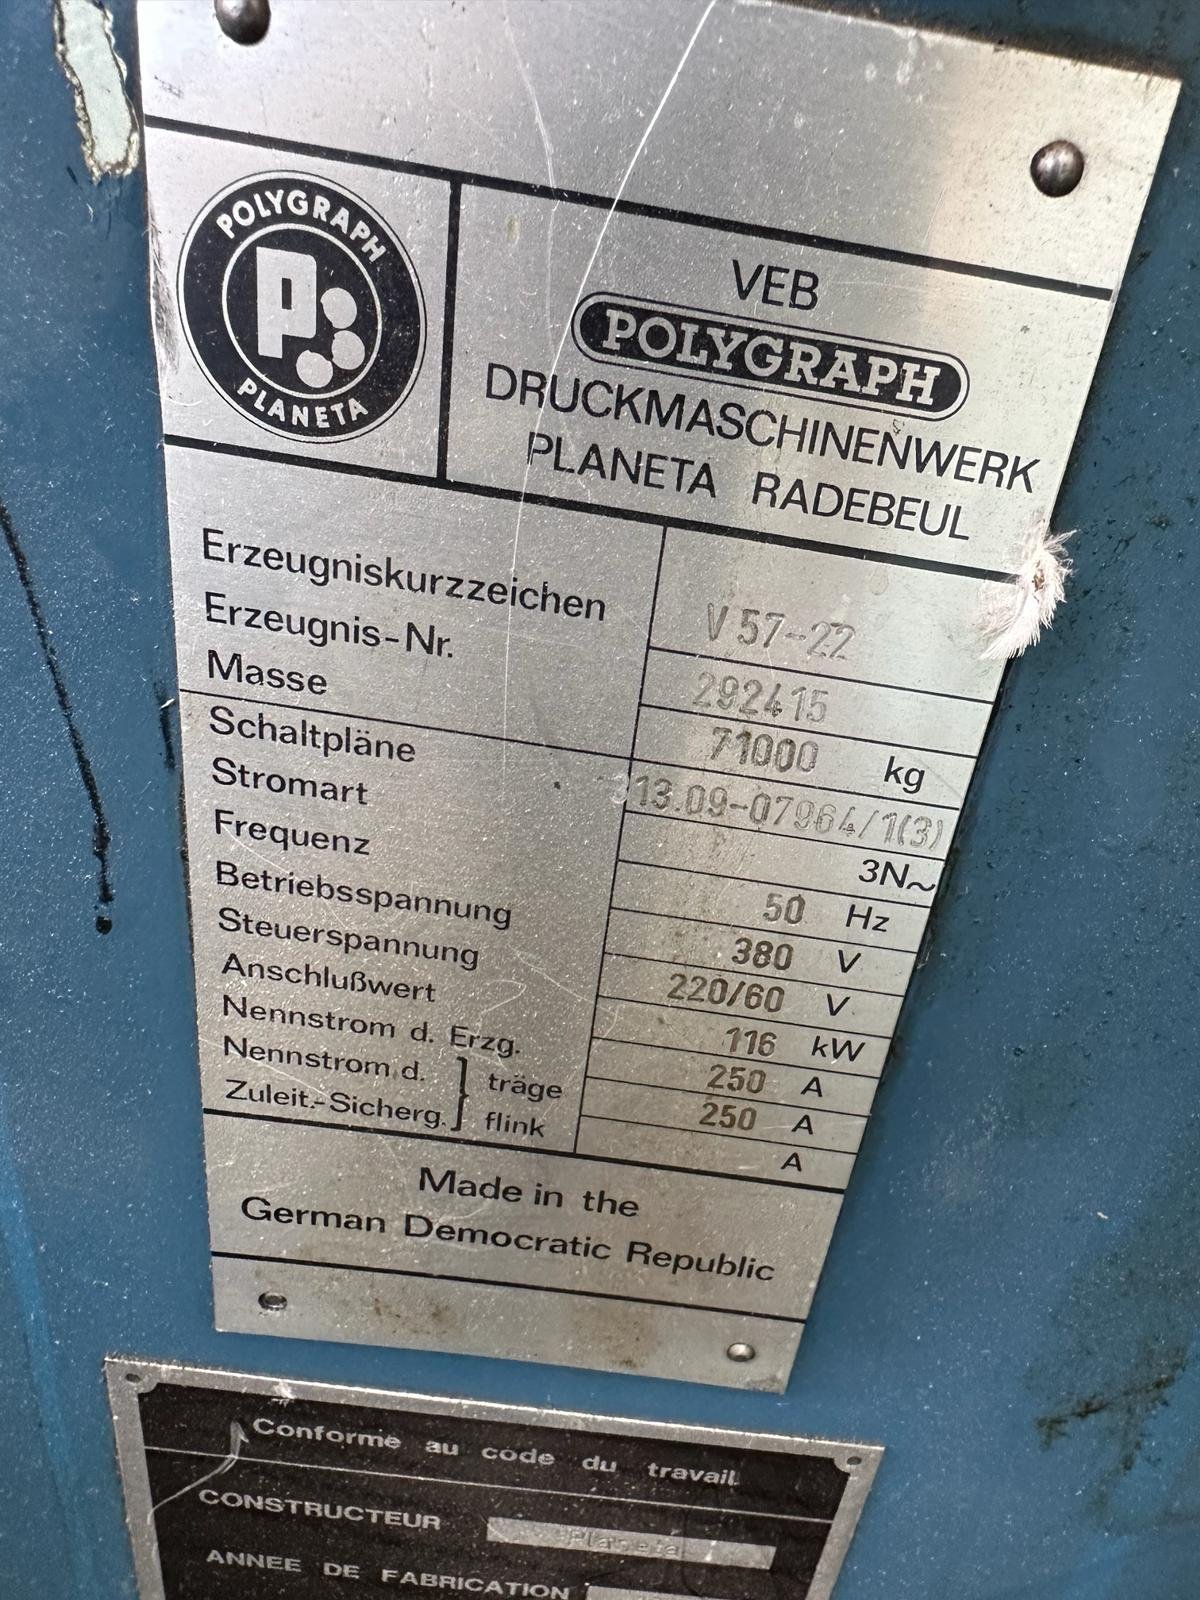 POLYGRAPH
P
PLANETA
VEB
POLYGRAPH
DRUCKMASCHINENWERK
PLANETA RADEBEUL
Erzeugniskurzzeichen V 57-22
Erzeugnis-Nr. 292415
Masse 71000 kg
Schaltpläne 13.09-07964/1(3)
Stromart 3N~
Frequenz 50 Hz
Betriebsspannung 380 V
Steuerspannung 220/60 V
Anschlußwert 116 kW
Nennstrom d. Erzg. 250 A
Nennstrom d. } träge 250 A
Zuleit.-Sicherg. } flink A
Made in the
German Democratic Republic
Conforme au code du travail
CONSTRUCTEUR Planeta
ANNEE DE FABRICATION